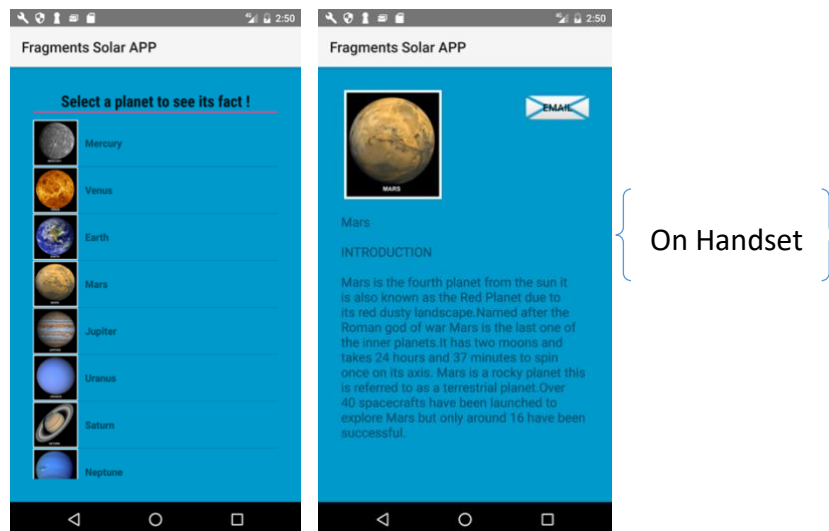 2:50
Fragments Solar APP
Select a planet to see its fact !
Mercury
Venus
Earth
Mars
Jupiter
Uranus
Saturn
Neptune
2:50
Fragments Solar APP
EMAIL
MARS
Mars
INTRODUCTION
Mars is the fourth planet from the sun it
is also known as the Red Planet due to
its red dusty landscape.Named after the
Roman god of war Mars is the last one of
the inner planets.It has two moons and
takes 24 hours and 37 minutes to spin
once on its axis. Mars is a rocky planet this
is referred to as a terrestrial planet.Over
40 spacecrafts have been launched to
explore Mars but only around 16 have been
successful.
On Handset